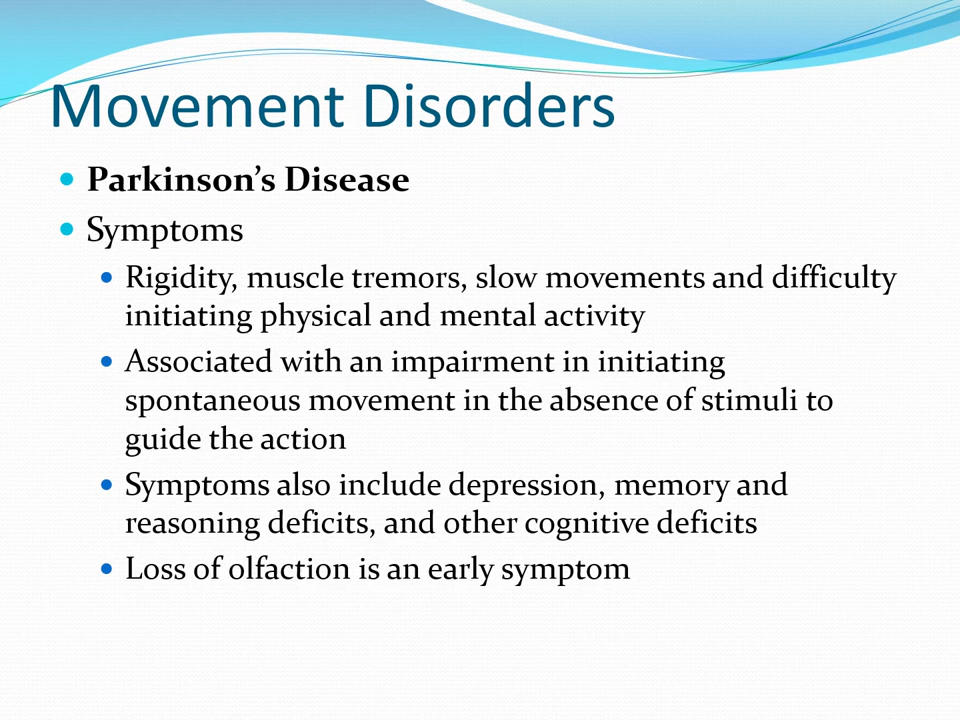 Movement Disorders
Parkinson’s Disease
Symptoms
Rigidity, muscle tremors, slow movements and difficulty
initiating physical and mental activity
Associated with an impairment in initiating
spontaneous movement in the absence of stimuli to
guide the action
Symptoms also include depression, memory and
reasoning deficits, and other cognitive deficits
Loss of olfaction is an early symptom